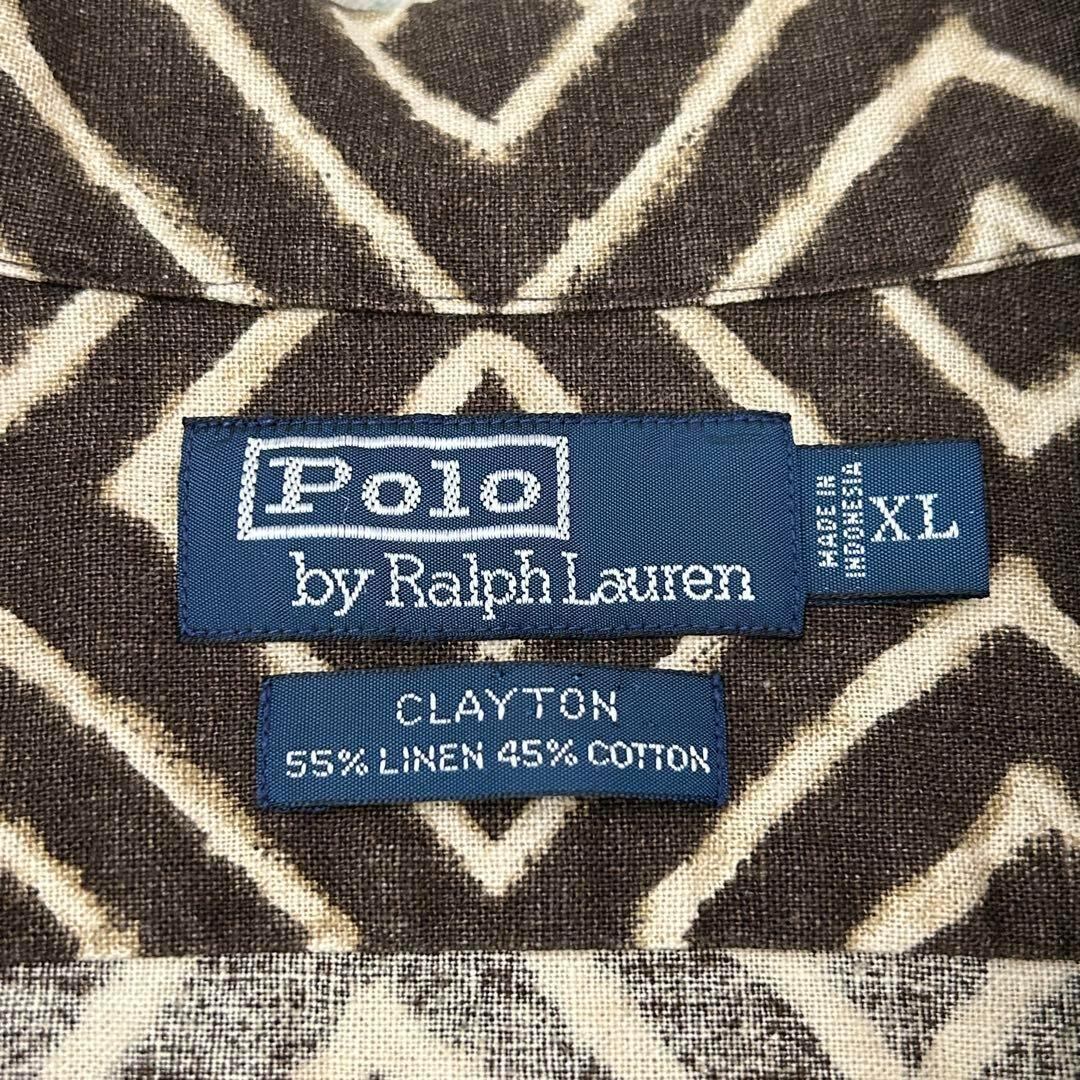 Polo
by Ralph Lauren
MADE IN
INDONESIA
XL
CLAYTON
55% LINEN 45% COTTON